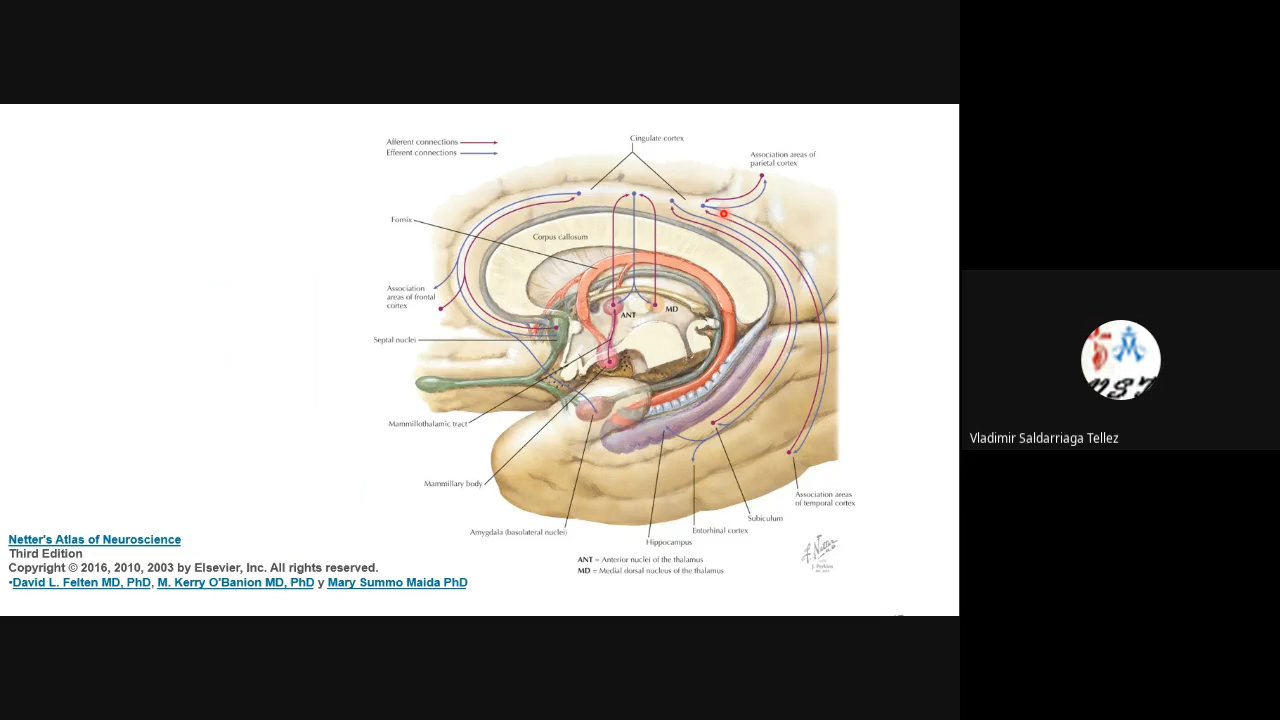 Afferent connections
Efferent connections
Cingulate cortex
Association areas of
parietal cortex
Fornix
Corpus callosum
Association
areas of frontal
cortex
ANT
MD
Septal nuclei
Mammillothalamic tract
Mammillary body
Amygdala (basolateral nuclei)
Hippocampus
Entorhinal cortex
Subiculum
Association areas
of temporal cortex
ANT = Anterior nuclei of the thalamus
MD = Medial dorsal nucleus of the thalamus
Netter's Atlas of Neuroscience
Third Edition
Copyright © 2016, 2010, 2003 by Elsevier, Inc. All rights reserved.
•David L. Felten MD, PhD, M. Kerry O'Banion MD, PhD y Mary Summo Maida PhD
Vladimir Saldarriaga Tellez